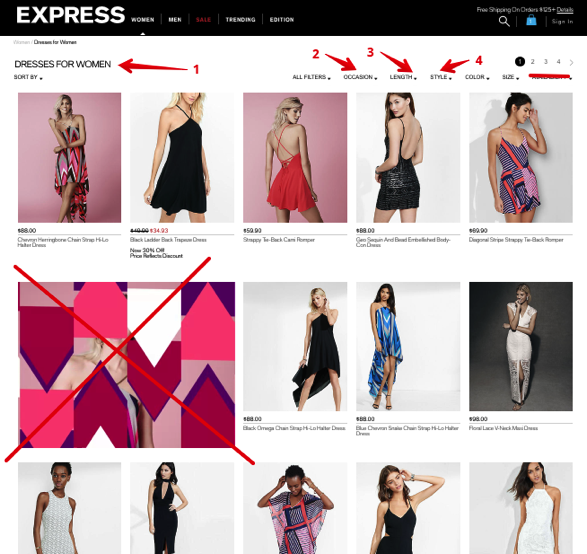 EXPRESS
WOMEN | MEN | SALE | TRENDING | EDITION
Free Shipping On Orders $125+ Details
1 Sign In
Women / Dresses for Women
DRESSES FOR WOMEN
1
2
3
4
1 2 3 4
SORT BY
ALL FILTERS OCCASION LENGTH STYLE COLOR SIZE
$88.00
Chevron Herringbone Chain Strap Hi-Lo
Halter Dress
$49.90 $34.93
Black Ladder Back Trapeze Dress
Now 30% Off
Price Reflects Discount
$59.90
Strappy Tie-Back Cami Romper
$88.00
Geo Sequin And Bead Embellished Body-
Con Dress
$69.90
Diagonal Stripe Strappy Tie-Back Romper
$88.00
Black Omega Chain Strap Hi-Lo Halter Dress
$88.00
Blue Chevron Snake Chain Strap Hi-Lo Halter
Dress
$98.00
Floral Lace V-Neck Maxi Dress